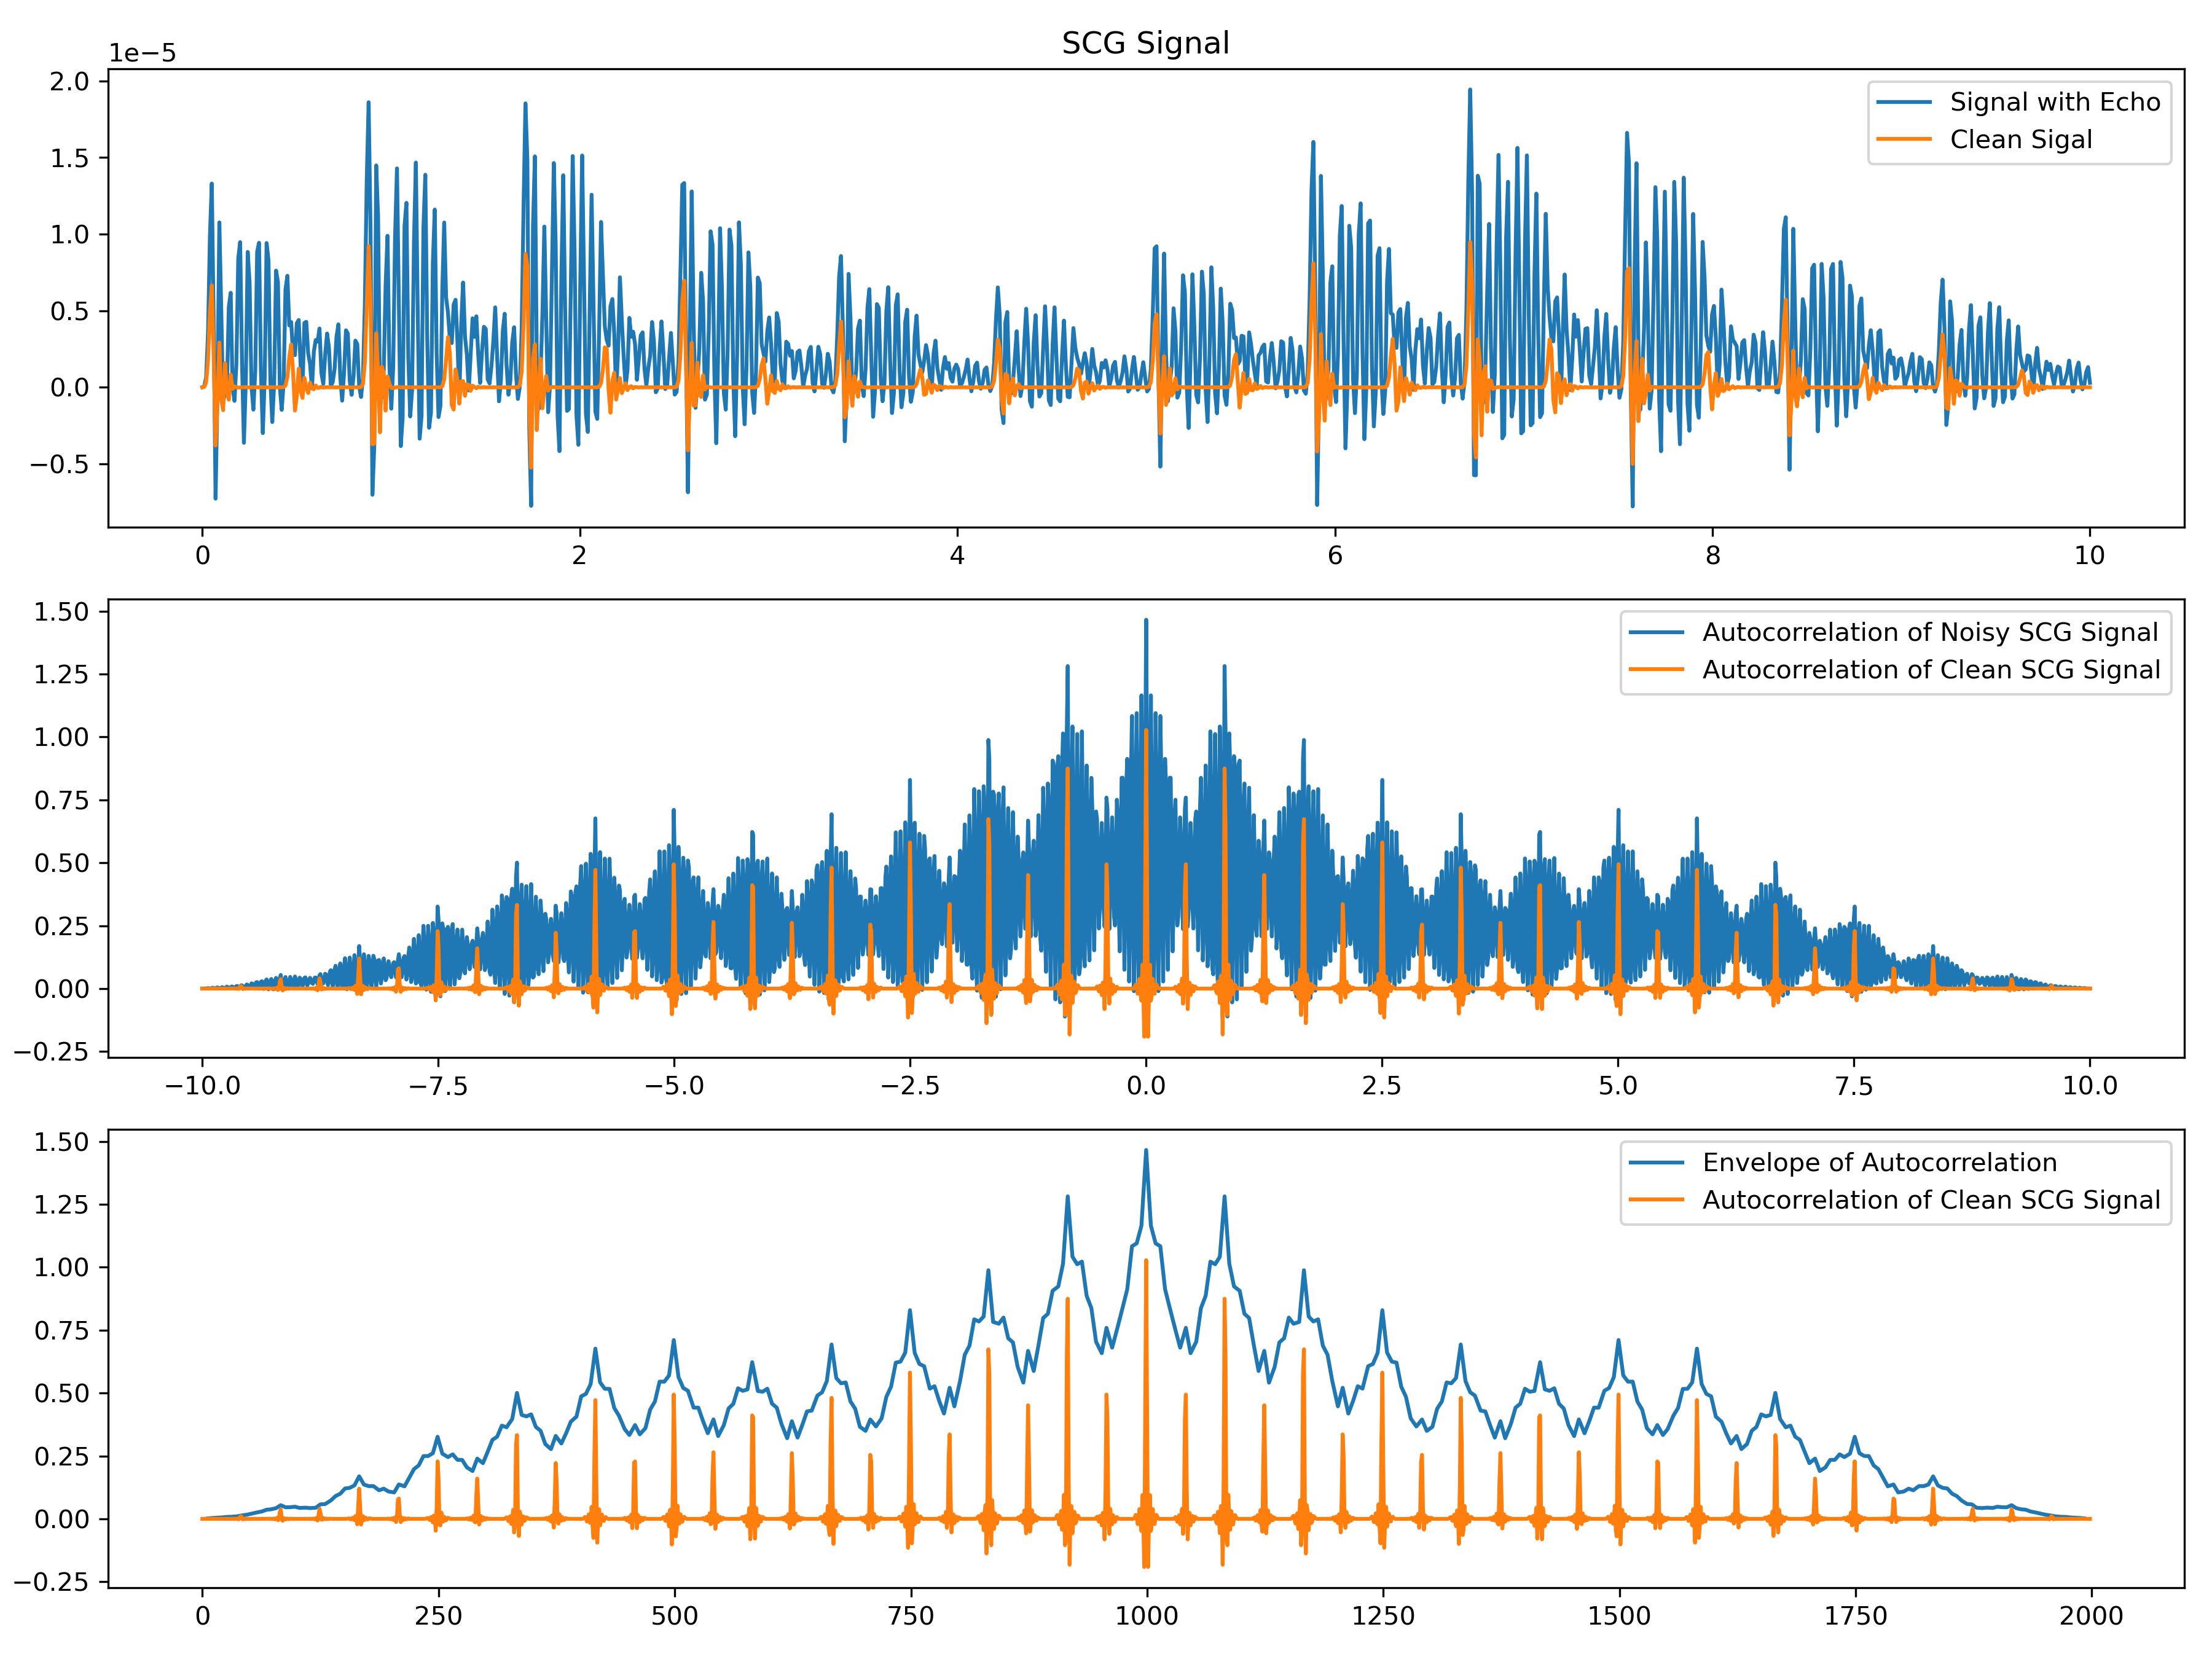 SCG Signal
1e−5
2.0
1.5
1.0
0.5
0.0
−0.5
Signal with Echo
Clean Sigal
0 2 4 6 8 10
1.50
1.25
1.00
0.75
0.50
0.25
0.00
−0.25
Autocorrelation of Noisy SCG Signal
Autocorrelation of Clean SCG Signal
−10.0 −7.5 −5.0 −2.5 0.0 2.5 5.0 7.5 10.0
1.50
1.25
1.00
0.75
0.50
0.25
0.00
−0.25
Envelope of Autocorrelation
Autocorrelation of Clean SCG Signal
0 250 500 750 1000 1250 1500 1750 2000